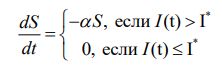 dS/dt = { −αS, если I(t) > I*
0, если I(t) ≤ I*